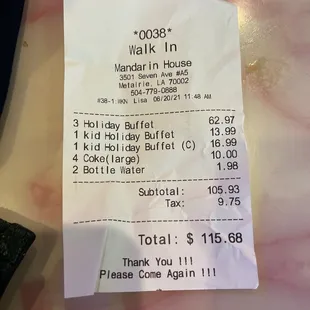 *0038*
Walk In
Mandarin House
3501 Seven Ave #A5
Metairie, LA 70002
504-779-0888
#38-1 WKN Lisa 06/20/21 11:48 AM
3 Holiday Buffet 62.97
1 kid Holiday Buffet 13.99
1 kid Holiday Buffet (C) 16.99
4 Coke(large) 10.00
2 Bottle Water 1.98
Subtotal: 105.93
Tax: 9.75
Total: $ 115.68
Thank You !!!
Please Come Again !!!